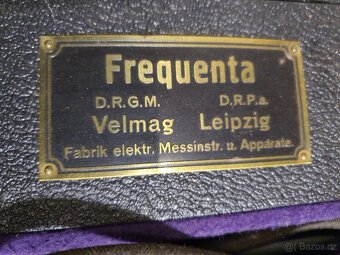 Frequenta
D.R.G.M. D.R.P.a.
Velmag Leipzig
Fabrik elektr. Messinstr. u. Apparate.
Bazos.cz